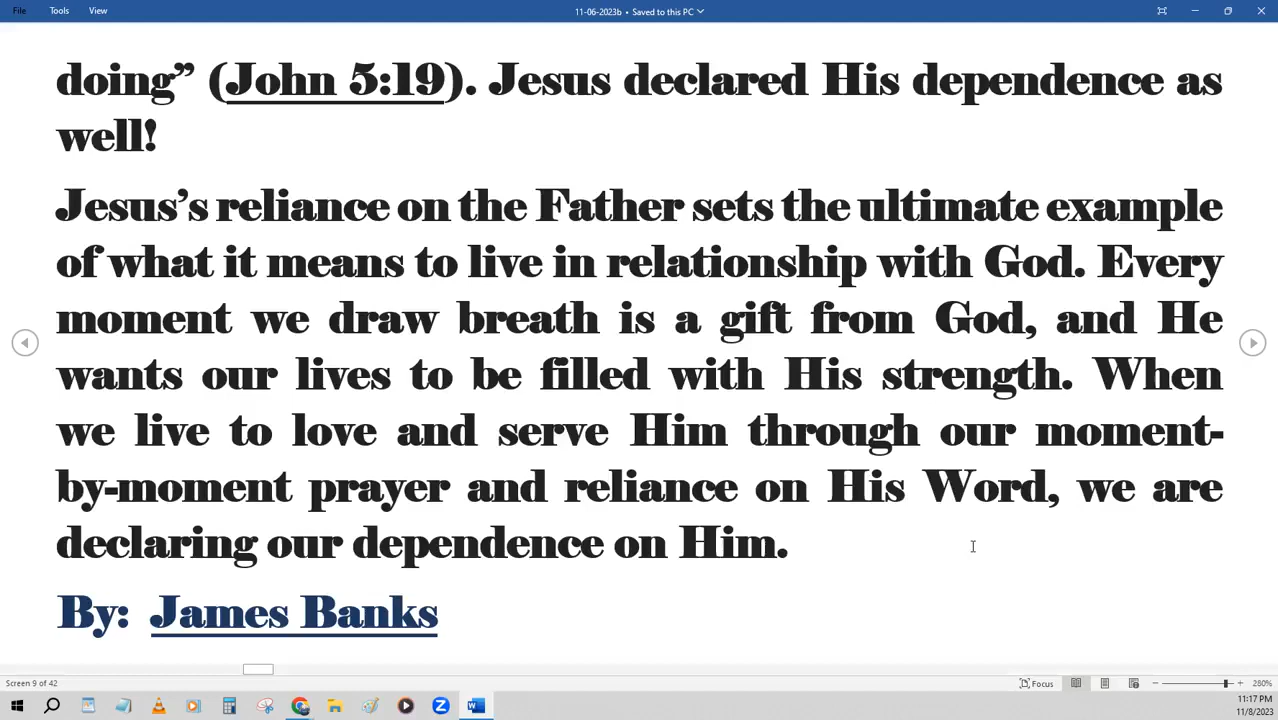 File Tools View 11-06-2023b • Saved to this PC
doing” (John 5:19). Jesus declared His dependence as
well!
Jesus’s reliance on the Father sets the ultimate example
of what it means to live in relationship with God. Every
moment we draw breath is a gift from God, and He
wants our lives to be filled with His strength. When
we live to love and serve Him through our moment-
by-moment prayer and reliance on His Word, we are
declaring our dependence on Him.
By: James Banks
Screen 9 of 42 Focus 280%
11:17 PM
11/8/2023